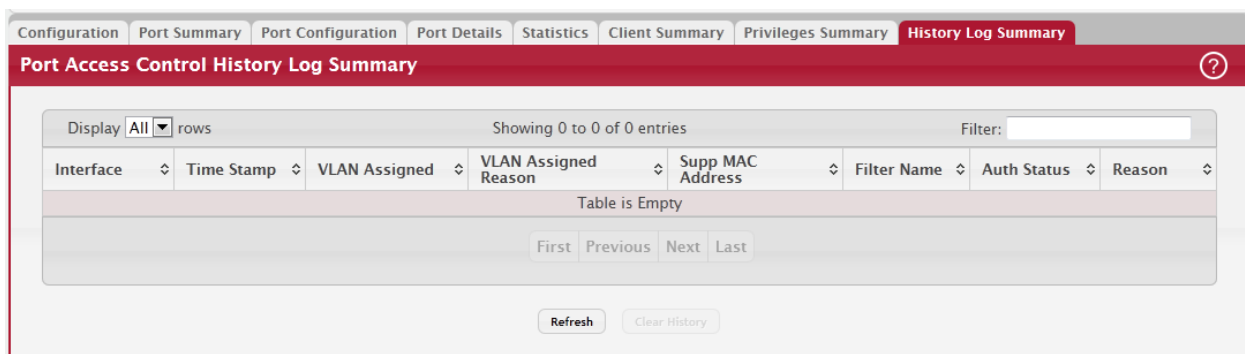 Configuration Port Summary Port Configuration Port Details Statistics Client Summary Privileges Summary History Log Summary
Port Access Control History Log Summary ?
Display All rows Showing 0 to 0 of 0 entries Filter:
Interface Time Stamp VLAN Assigned VLAN Assigned Reason Supp MAC Address Filter Name Auth Status Reason
Table is Empty
First Previous Next Last
Refresh Clear History